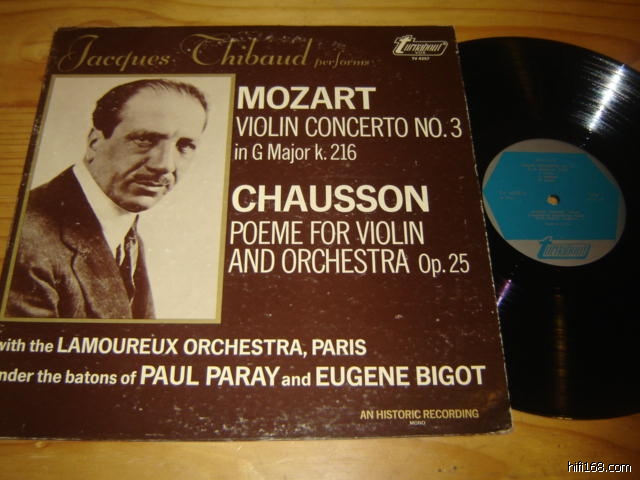 Jacques Thibaud performs
turnabout
VOX
MOZART
VIOLIN CONCERTO NO. 3
in G Major k. 216
CHAUSSON
POEME FOR VIOLIN
AND ORCHESTRA Op. 25
with the LAMOUREUX ORCHESTRA, PARIS
nder the batons of PAUL PARAY and EUGENE BIGOT
AN HISTORIC RECORDING
MONO
turnabout
hifi168.com